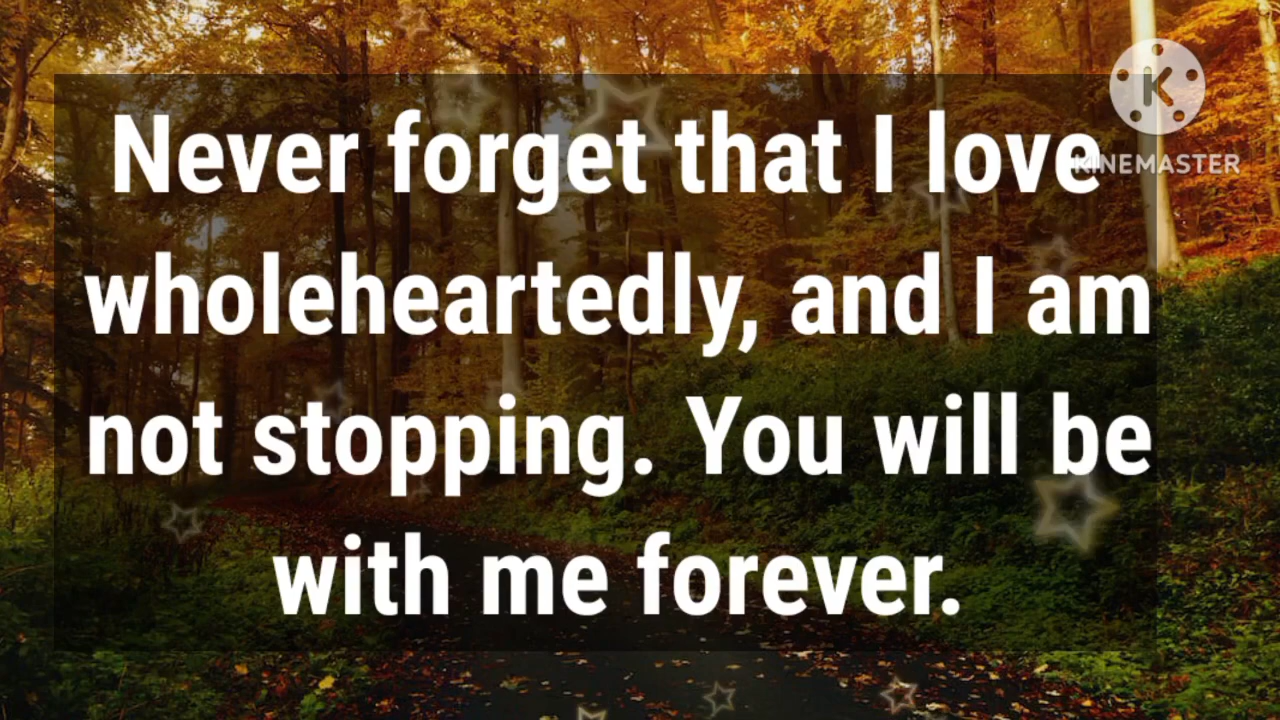 Never forget that I love
wholeheartedly, and I am
not stopping. You will be
with me forever.
K
KINEMASTER